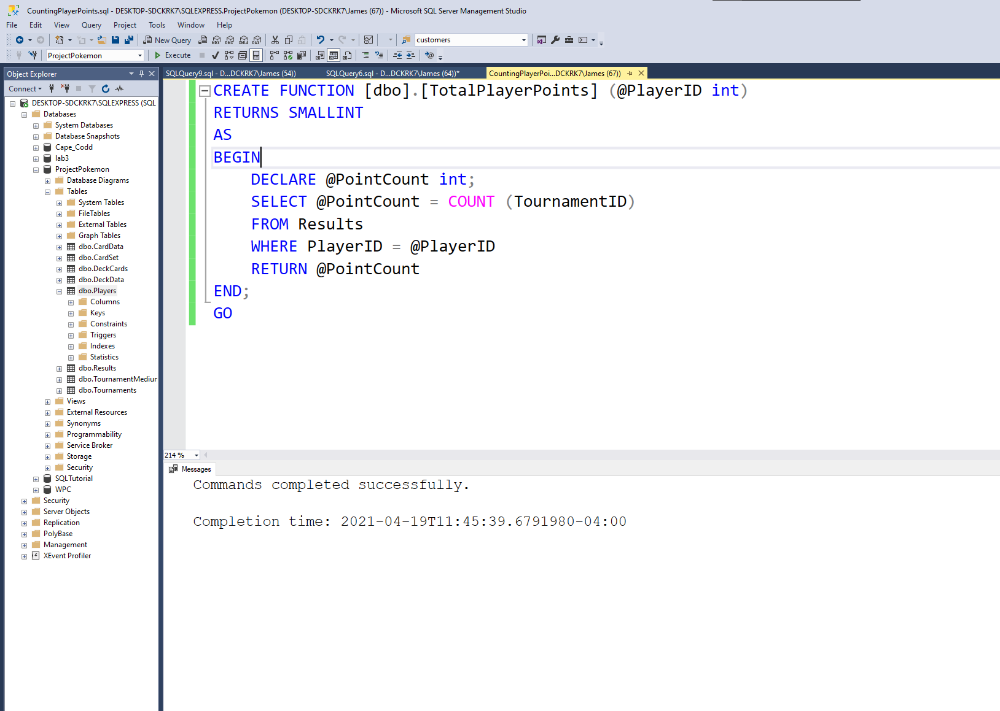 CountingPlayerPoints.sql - DESKTOP-SDCKRK7\SQLEXPRESS.ProjectPokemon (DESKTOP-SDCKRK7\James (67)) - Microsoft SQL Server Management Studio
File Edit View Query Project Tools Window Help
New Query MDX DMX XMLA DAX customers
ProjectPokemon Execute
Object Explorer
Connect
DESKTOP-SDCKRK7\SQLEXPRESS (SQL
Databases
System Databases
Database Snapshots
Cape_Codd
lab3
ProjectPokemon
Database Diagrams
Tables
System Tables
FileTables
External Tables
Graph Tables
dbo.CardData
dbo.CardSet
dbo.DeckCards
dbo.DeckData
dbo.Players
Columns
Keys
Constraints
Triggers
Indexes
Statistics
dbo.Results
dbo.TournamentMediun
dbo.Tournaments
Views
External Resources
Synonyms
Programmability
Service Broker
Storage
Security
SQLTutorial
WPC
Security
Server Objects
Replication
PolyBase
Management
XEvent Profiler
SQLQuery9.sql - D...DCKRK7\James (54)) SQLQuery6.sql - D...DCKRK7\James (64))* CountingPlayerPoi...DCKRK7\James (67))
CREATE FUNCTION [dbo].[TotalPlayerPoints] (@PlayerID int)
RETURNS SMALLINT
AS
BEGIN
DECLARE @PointCount int;
SELECT @PointCount = COUNT (TournamentID)
FROM Results
WHERE PlayerID = @PlayerID
RETURN @PointCount
END;
GO
214 %
Messages
Commands completed successfully.
Completion time: 2021-04-19T11:45:39.6791980-04:00